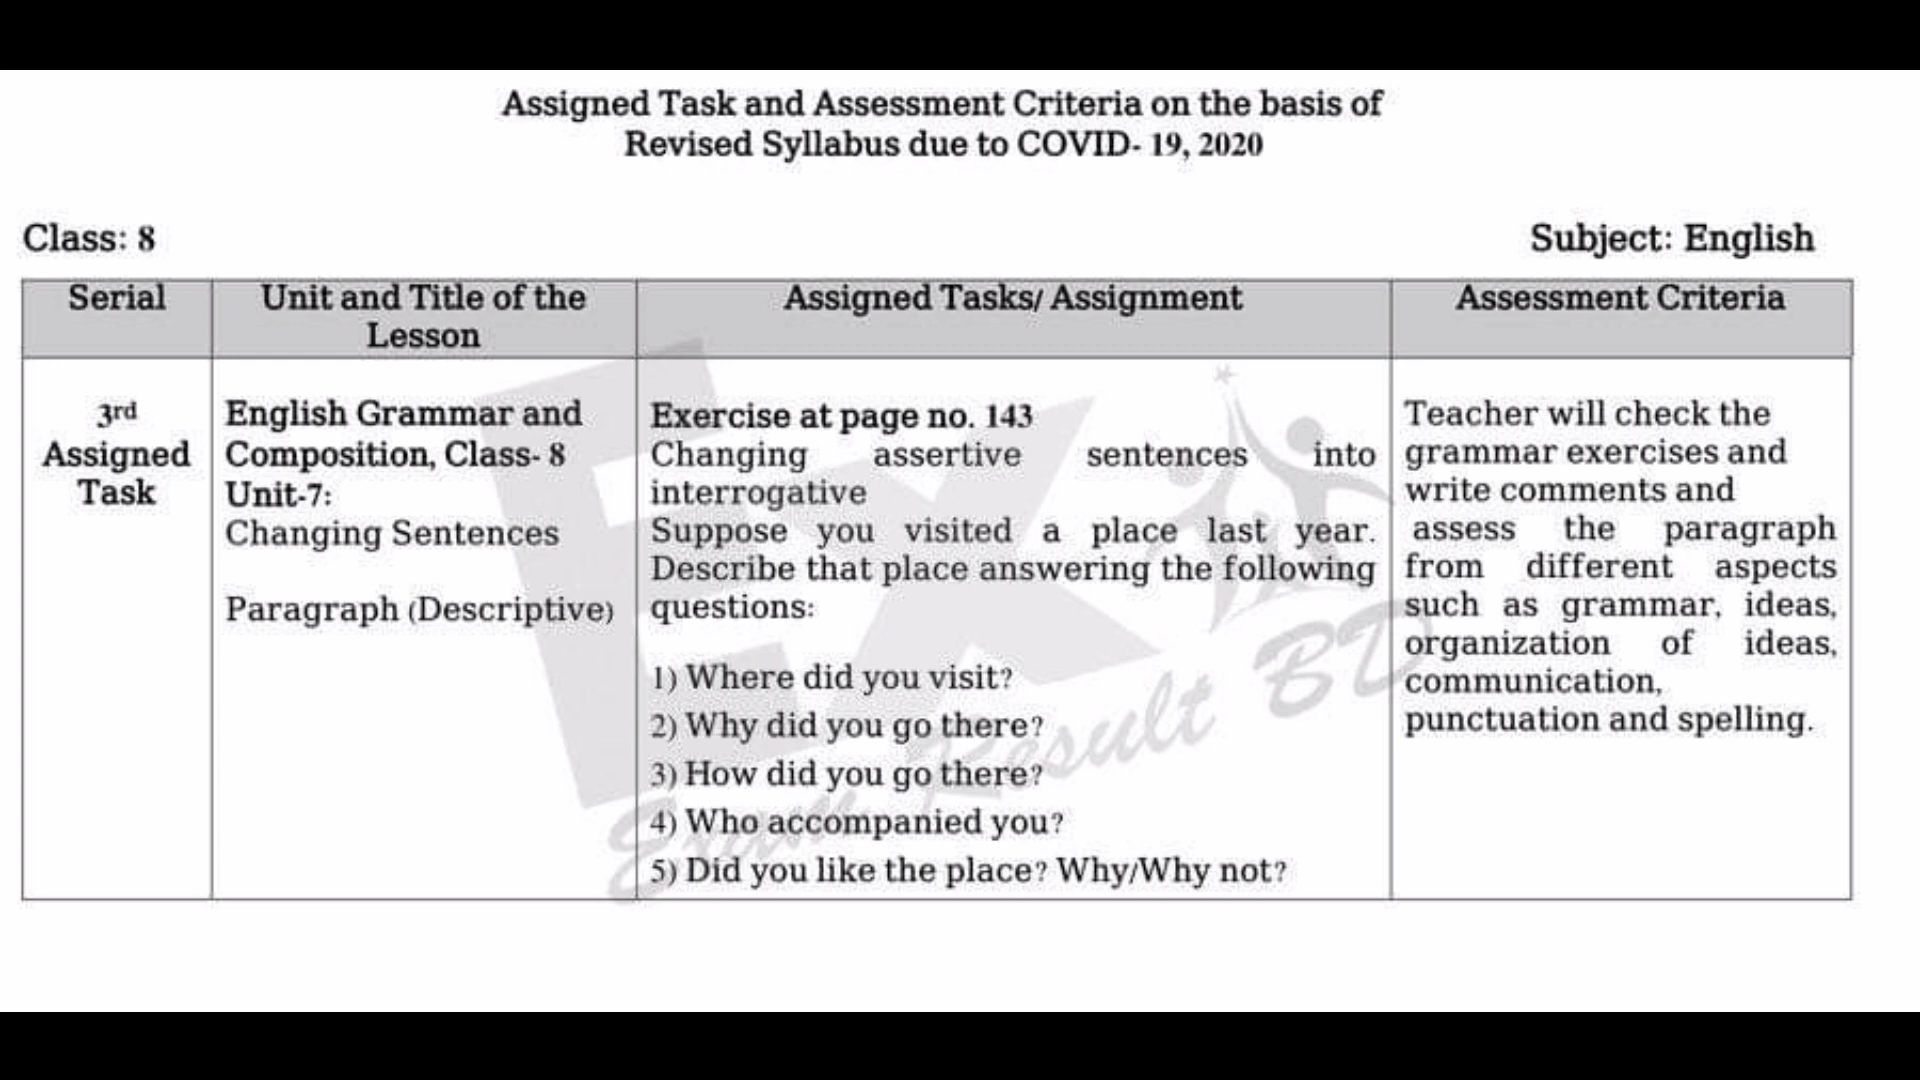 Assigned Task and Assessment Criteria on the basis of
Revised Syllabus due to COVID- 19, 2020
Class: 8
Subject: English
Serial
Unit and Title of the
Lesson
Assigned Tasks/ Assignment
Assessment Criteria
3rd
Assigned
Task
English Grammar and
Composition, Class- 8
Unit-7:
Changing Sentences
Paragraph (Descriptive)
Exercise at page no. 143
Changing assertive sentences into
interrogative
Suppose you visited a place last year.
Describe that place answering the following
questions:
1) Where did you visit?
2) Why did you go there?
3) How did you go there?
4) Who accompanied you?
5) Did you like the place? Why/Why not?
Teacher will check the
grammar exercises and
write comments and
assess the paragraph
from different aspects
such as grammar, ideas,
organization of ideas,
communication,
punctuation and spelling.
Ex
Exam Result BD